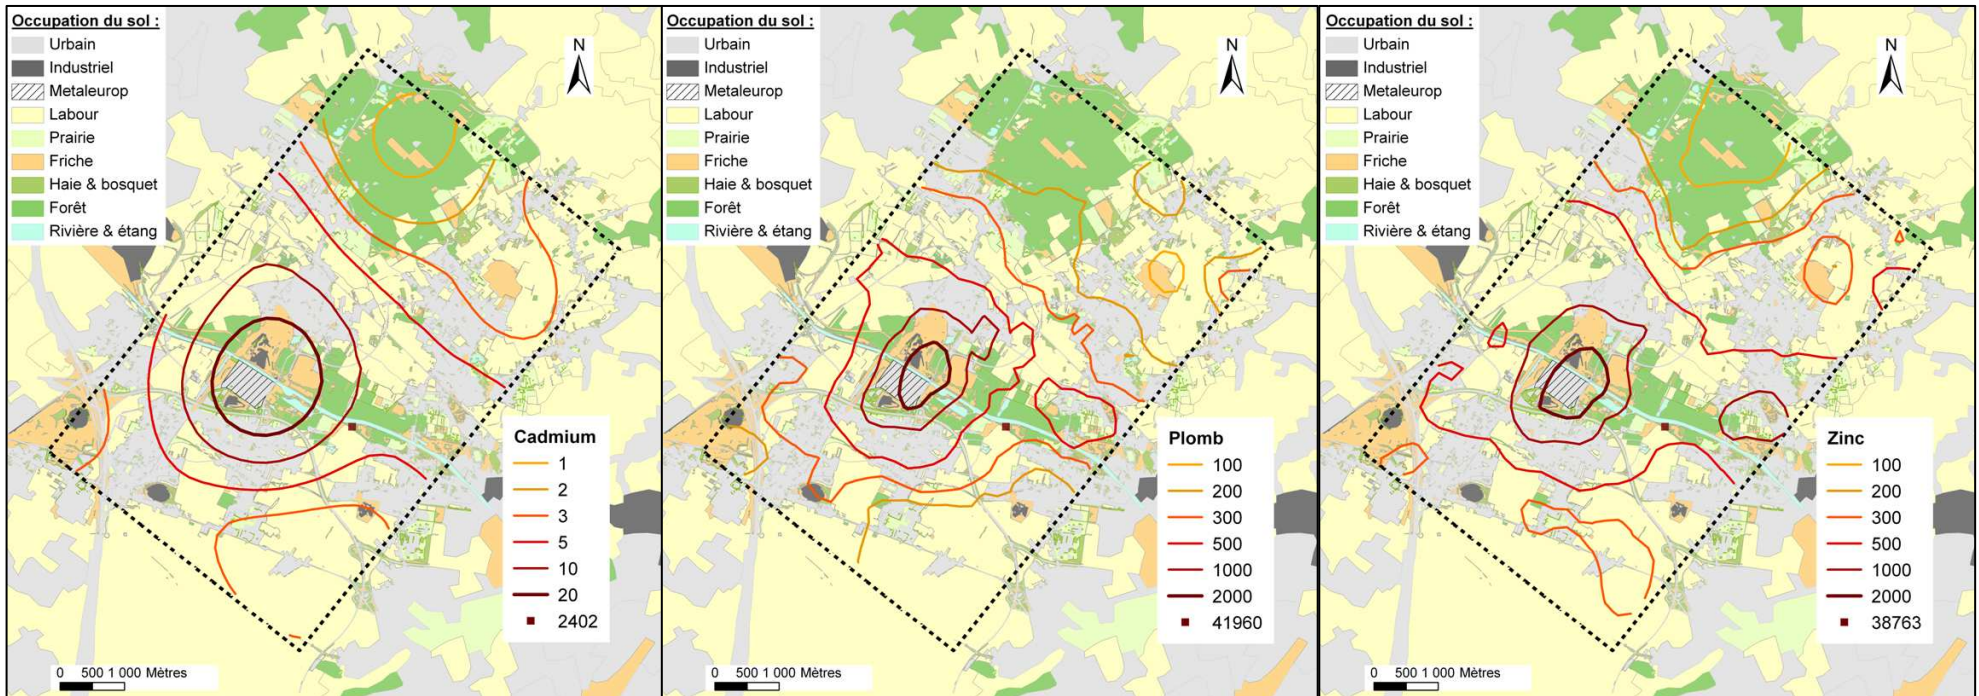 Occupation du sol :
Urbain
Industriel
Metaleurop
Labour
Prairie
Friche
Haie & bosquet
Forêt
Rivière & étang
N
Cadmium
1
2
3
5
10
20
2402
0 500 1 000 Mètres
Occupation du sol :
Urbain
Industriel
Metaleurop
Labour
Prairie
Friche
Haie & bosquet
Forêt
Rivière & étang
N
Plomb
100
200
300
500
1000
2000
41960
0 500 1 000 Mètres
Occupation du sol :
Urbain
Industriel
Metaleurop
Labour
Prairie
Friche
Haie & bosquet
Forêt
Rivière & étang
N
Zinc
100
200
300
500
1000
2000
38763
0 500 1 000 Mètres